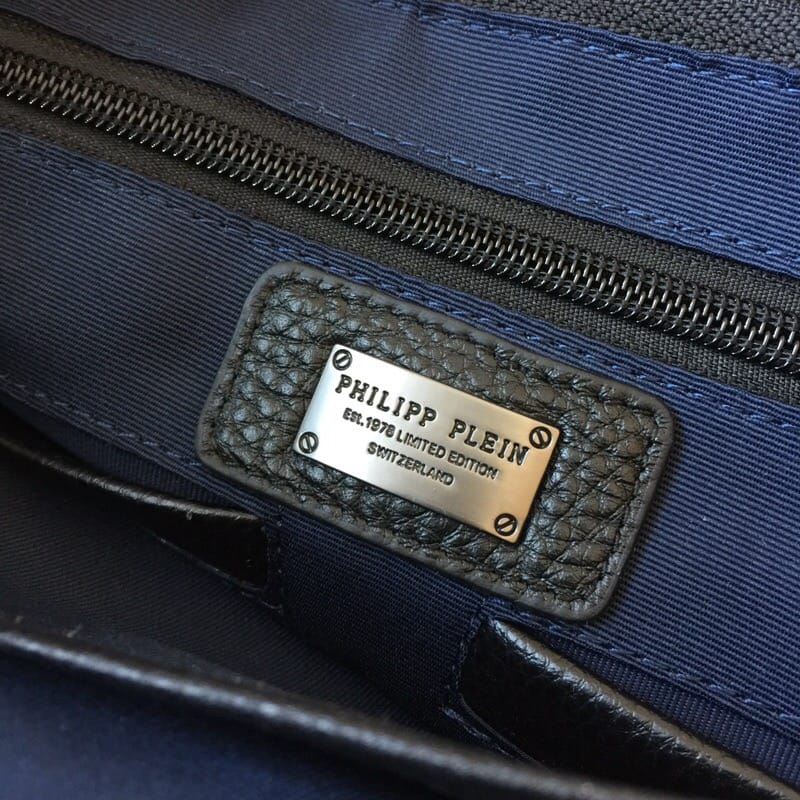 PHILIPP PLEIN
Est.1978 LIMITED EDITION
SWITZERLAND